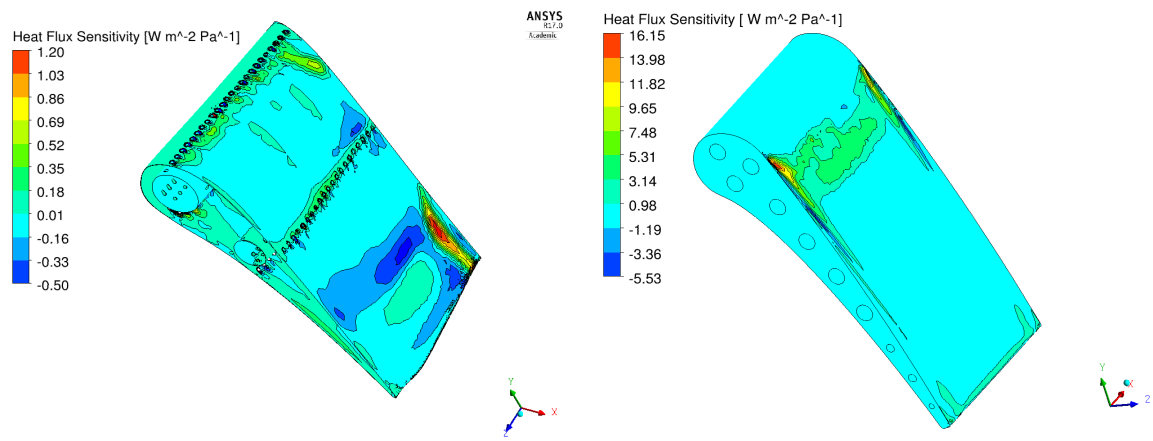 Heat Flux Sensitivity [W m^-2 Pa^-1]
1.20
1.03
0.86
0.69
0.52
0.35
0.18
0.01
-0.16
-0.33
-0.50
ANSYS
R17.0
Academic
Y
X
Z
Heat Flux Sensitivity [ W m^-2 Pa^-1]
16.15
13.98
11.82
9.65
7.48
5.31
3.14
0.98
-1.19
-3.36
-5.53
Y
X
Z